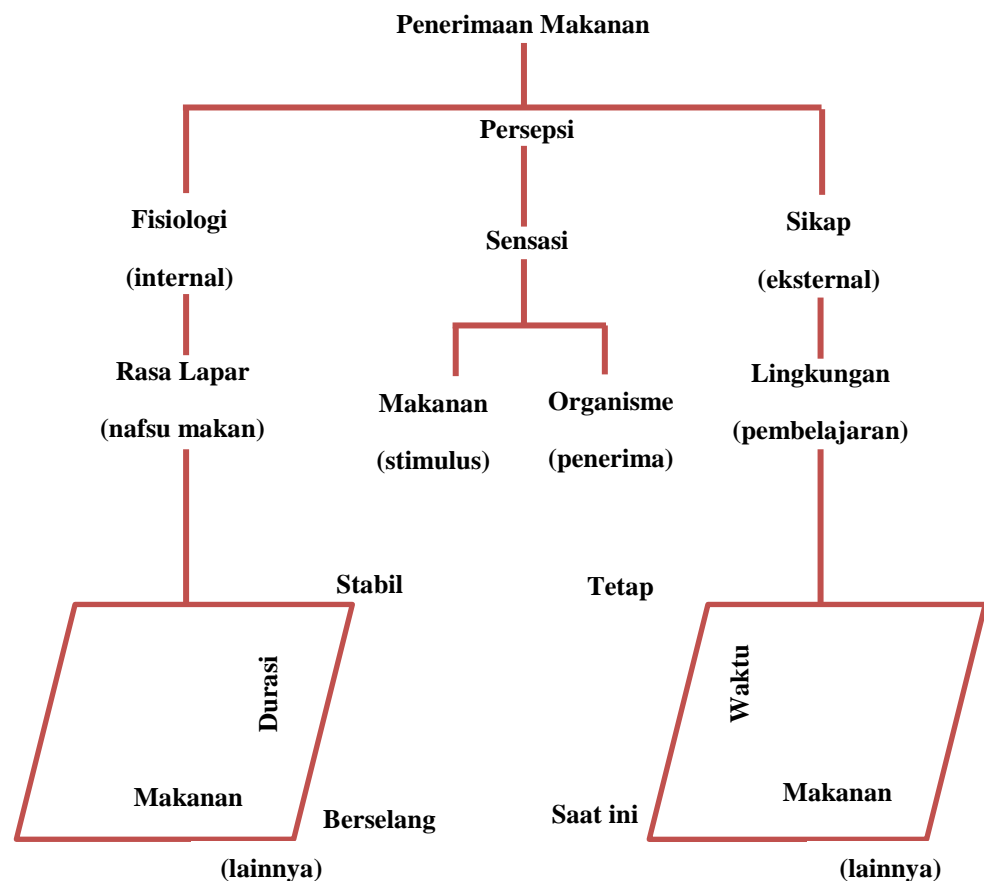 Penerimaan Makanan
Persepsi
Fisiologi
(internal)
Sensasi
Sikap
(eksternal)
Rasa Lapar
(nafsu makan)
Makanan
(stimulus)
Organisme
(penerima)
Lingkungan
(pembelajaran)
Stabil
Durasi
Makanan
Berselang
(lainnya)
Tetap
Waktu
Makanan
Saat ini
(lainnya)